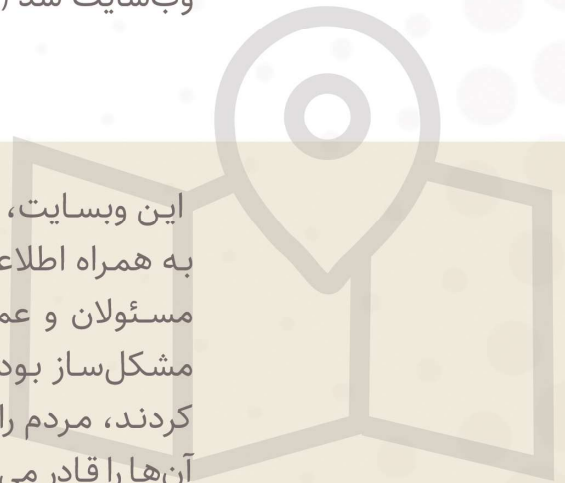 وب‌سایت شد (
این وبسایت،
به همراه اطلاع
مسئولان و عم
مشکل‌ساز بود
کردند، مردم را
آن‌ها را قادر می